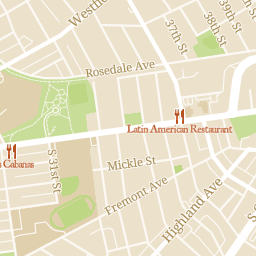 37th St
38th St
39th St
Rosedale Ave
Latin American Restaurant
Cabanas
S 31st St
Mickle St
Fremont Ave
Highland Ave